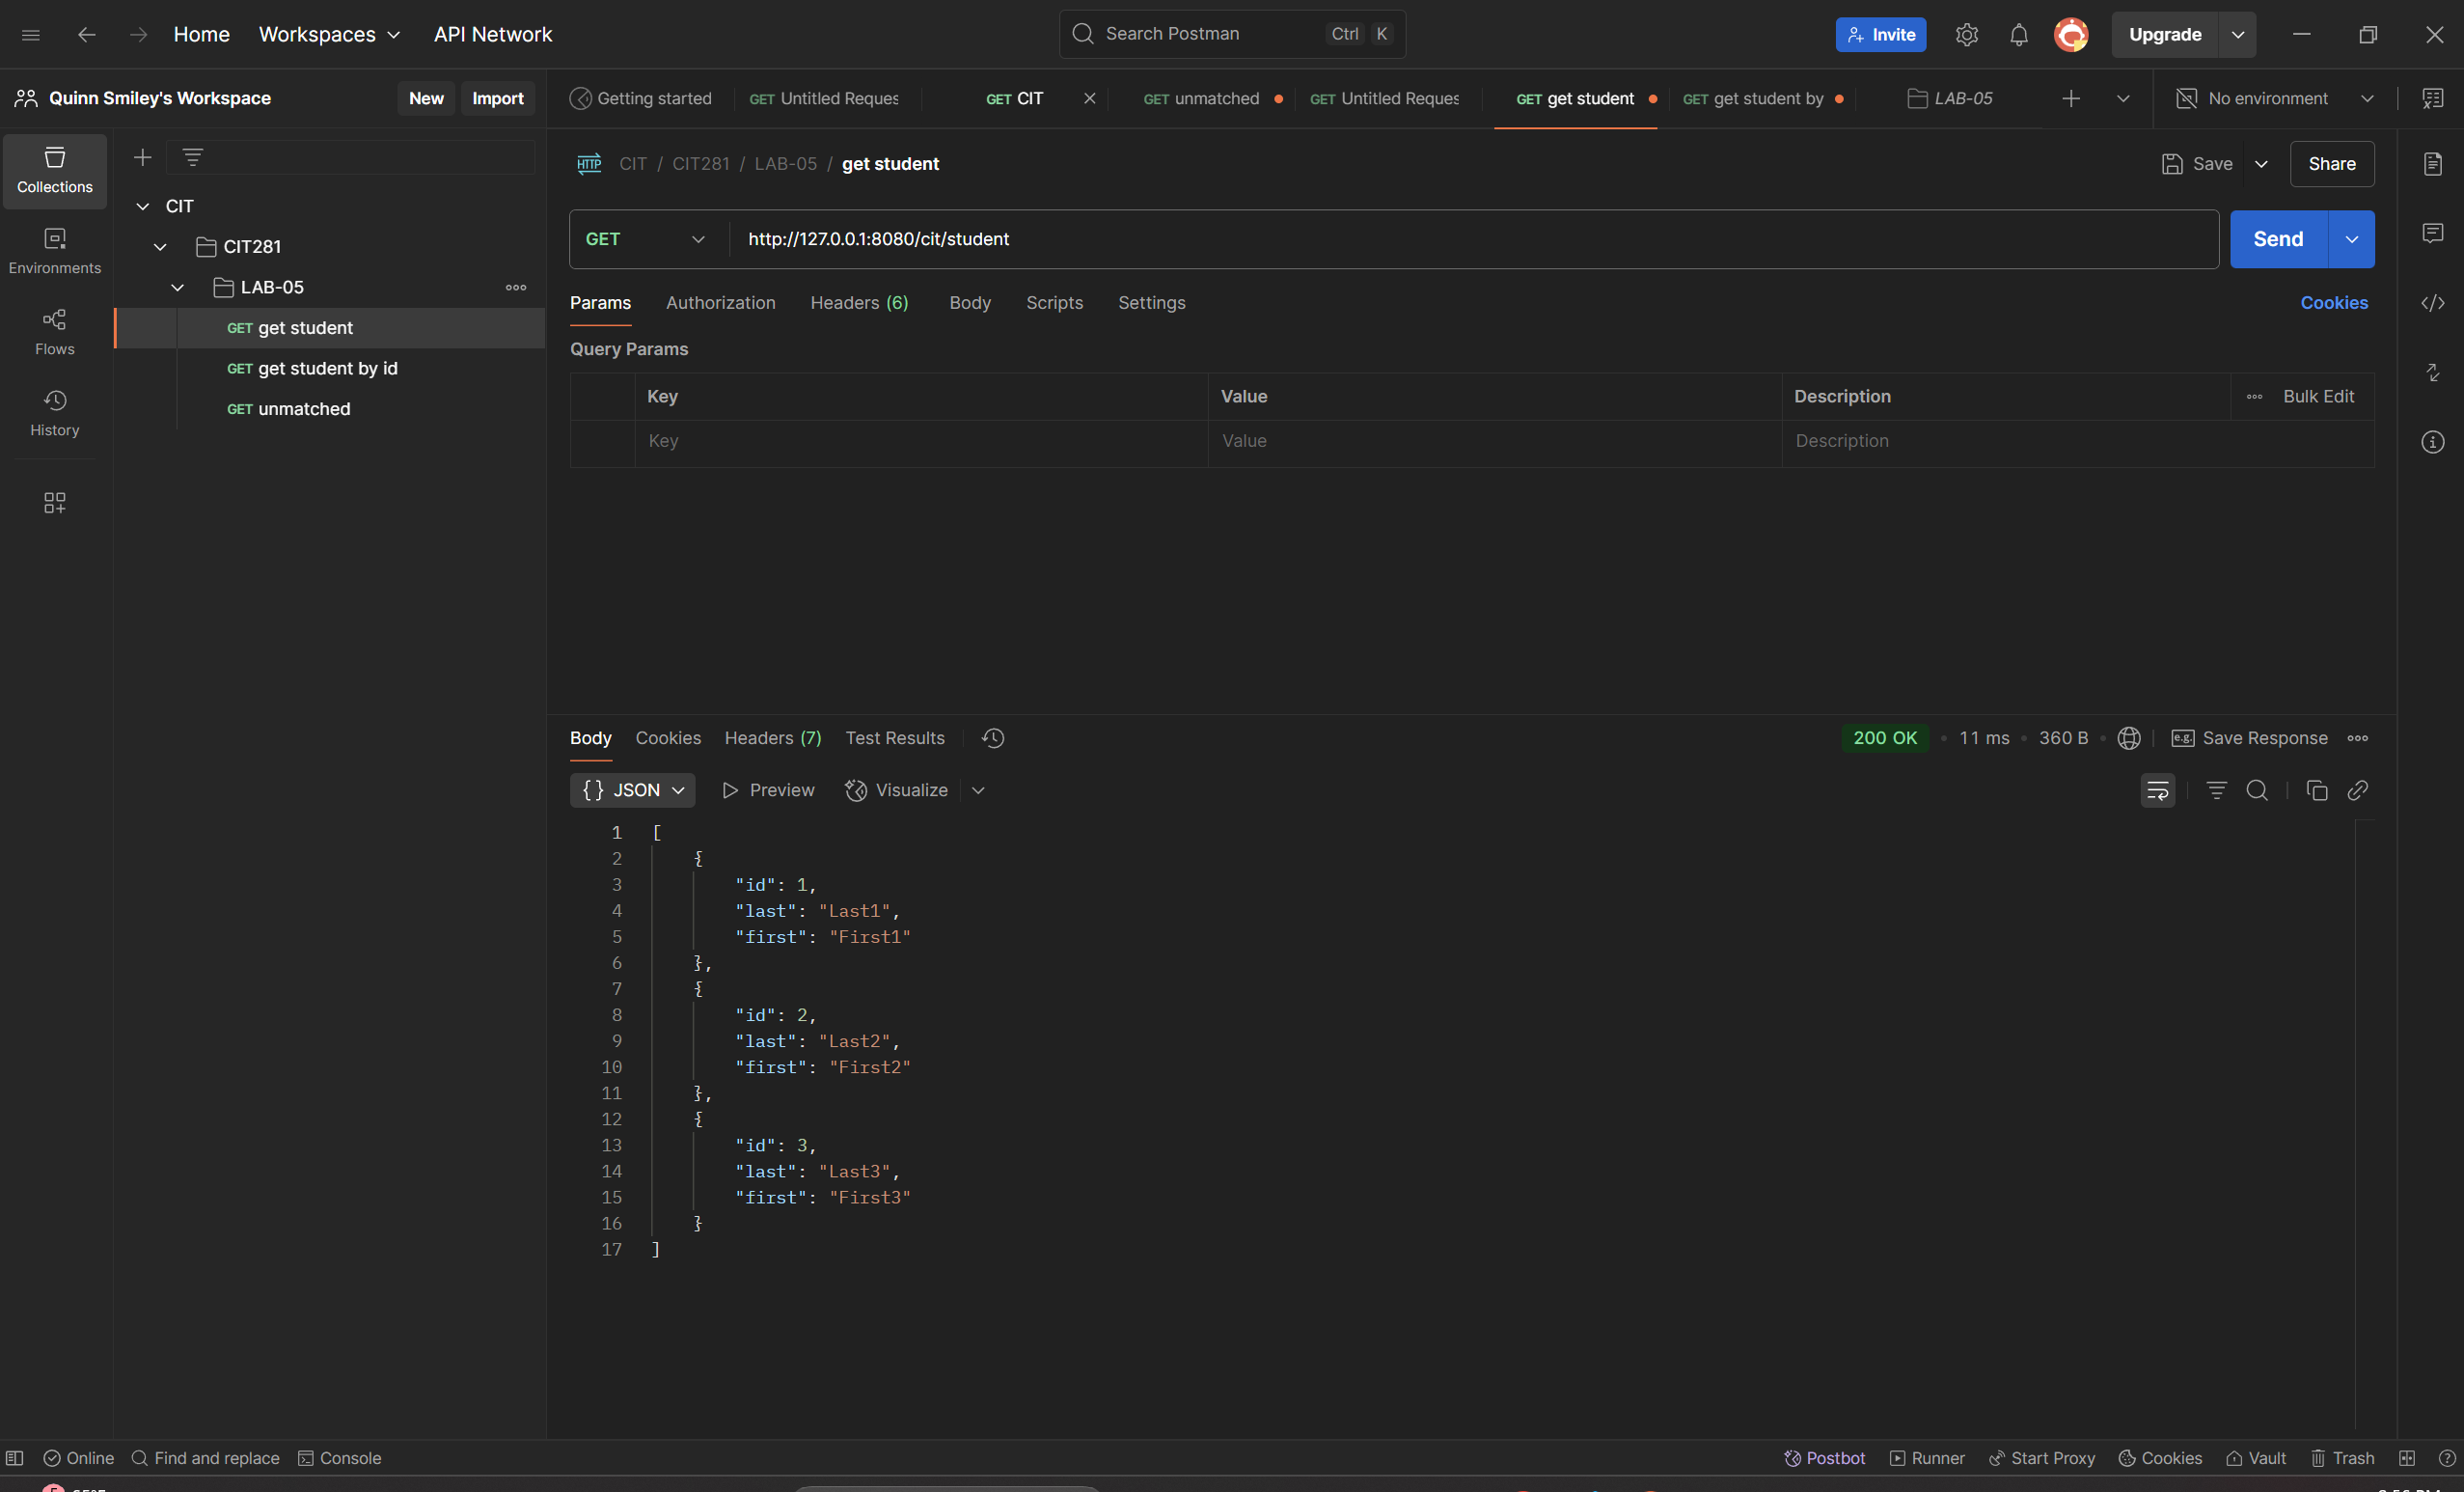 Home Workspaces API Network Search Postman Ctrl K Invite Upgrade
Quinn Smiley's Workspace New Import
Getting started GET Untitled Reques GET CIT GET unmatched GET Untitled Reques GET get student GET get student by LAB-05 No environment
Collections
Environments
Flows
History
CIT
CIT281
LAB-05
GET get student
GET get student by id
GET unmatched
HTTP CIT / CIT281 / LAB-05 / get student Save Share
GET http://127.0.0.1:8080/cit/student Send
Params Authorization Headers (6) Body Scripts Settings Cookies
Query Params
Key Value Description Bulk Edit
Key Value Description
Body Cookies Headers (7) Test Results 200 OK 11 ms 360 B e.g. Save Response
{} JSON Preview Visualize
1 [
2 {
3 "id": 1,
4 "last": "Last1",
5 "first": "First1"
6 },
7 {
8 "id": 2,
9 "last": "Last2",
10 "first": "First2"
11 },
12 {
13 "id": 3,
14 "last": "Last3",
15 "first": "First3"
16 }
17 ]
Online Find and replace Console Postbot Runner Start Proxy Cookies Vault Trash